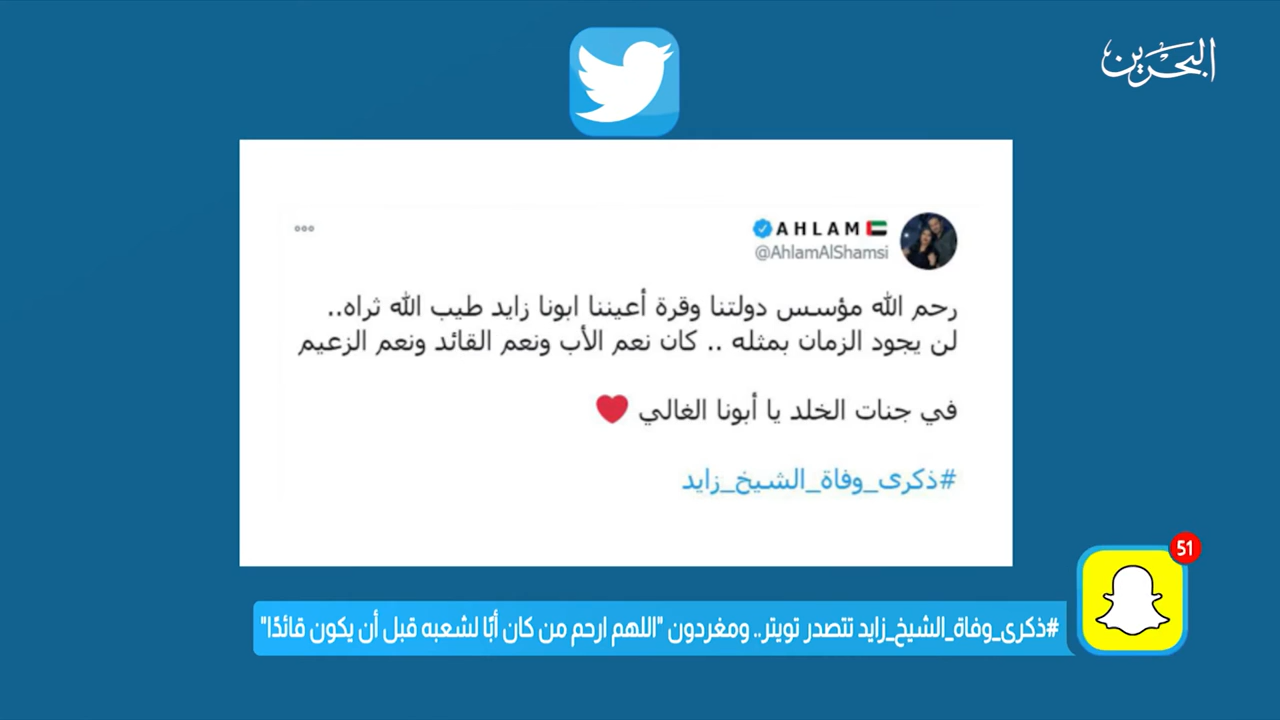 البحرين
AHLAM
@AhlamAlShamsi
رحم الله مؤسس دولتنا وقرة أعيننا ابونا زايد طيب الله ثراه..
لن يجود الزمان بمثله .. كان نعم الأب ونعم القائد ونعم الزعيم
في جنات الخلد يا أبونا الغالي ❤
#ذكرى_وفاة_الشيخ_زايد
51
#ذكرى_وفاة_الشيخ_زايد تتصدر تويتر.. ومغردون "اللهم ارحم من كان أبًا لشعبه قبل أن يكون قائدًا"